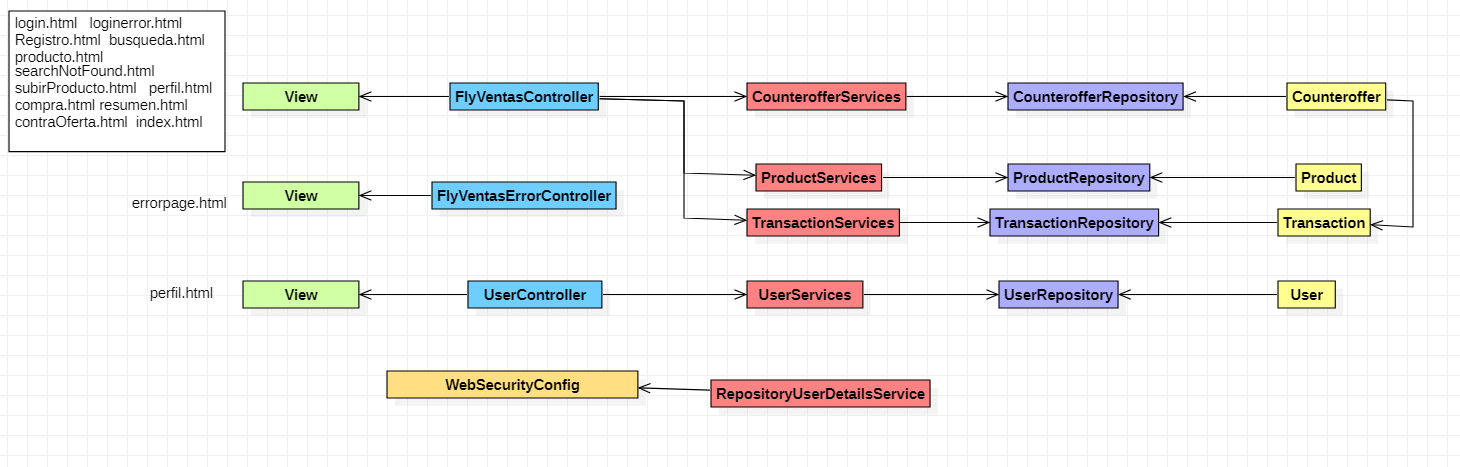 login.html   loginerror.html
Registro.html  busqueda.html
producto.html
searchNotFound.html
subirProducto.html   perfil.html
compra.html resumen.html
contraOferta.html  index.html
View
FlyVentasController
CounterofferServices
CounterofferRepository
Counteroffer
ProductServices
ProductRepository
Product
errorpage.html
View
FlyVentasErrorController
TransactionServices
TransactionRepository
Transaction
perfil.html
View
UserController
UserServices
UserRepository
User
WebSecurityConfig
RepositoryUserDetailsService